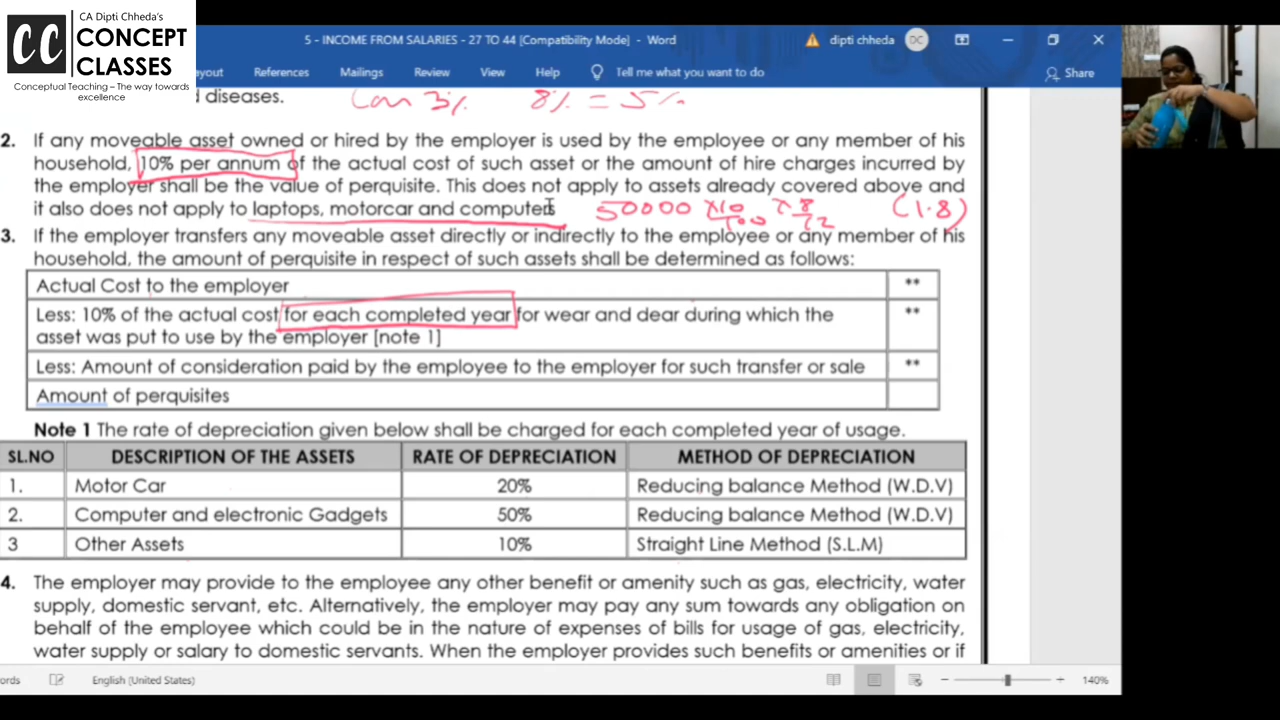 CA Dipti Chheda's
CC CONCEPT
CLASSES
Conceptual Teaching – The way towards
excellence
5 - INCOME FROM SALARIES - 27 TO 44 [Compatibility Mode] - Word
dipti chheda
DC
ayout References Mailings Review View Help Tell me what you want to do
Share
d diseases.
3% 8% = 5%
2. If any moveable asset owned or hired by the employer is used by the employee or any member of his
household, 10% per annum of the actual cost of such asset or the amount of hire charges incurred by
the employer shall be the value of perquisite. This does not apply to assets already covered above and
it also does not apply to laptops, motorcar and computers 50000 × 10/100 × 8/12 (1.8)
3. If the employer transfers any moveable asset directly or indirectly to the employee or any member of his
household, the amount of perquisite in respect of such assets shall be determined as follows:
Actual Cost to the employer **
Less: 10% of the actual cost for each completed year for wear and dear during which the **
asset was put to use by the employer [note 1]
Less: Amount of consideration paid by the employee to the employer for such transfer or sale **
Amount of perquisites
Note 1 The rate of depreciation given below shall be charged for each completed year of usage.
SL.NO DESCRIPTION OF THE ASSETS RATE OF DEPRECIATION METHOD OF DEPRECIATION
1. Motor Car 20% Reducing balance Method (W.D.V)
2. Computer and electronic Gadgets 50% Reducing balance Method (W.D.V)
3 Other Assets 10% Straight Line Method (S.L.M)
4. The employer may provide to the employee any other benefit or amenity such as gas, electricity, water
supply, domestic servant, etc. Alternatively, the employer may pay any sum towards any obligation on
behalf of the employee which could be in the nature of expenses of bills for usage of gas, electricity,
water supply or salary to domestic servants. When the employer provides such benefits or amenities or if
ords English (United States) 140%